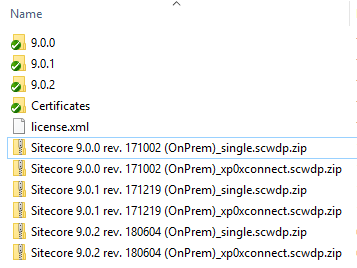 Name
9.0.0
9.0.1
9.0.2
Certificates
license.xml
Sitecore 9.0.0 rev. 171002 (OnPrem)_single.scwdp.zip
Sitecore 9.0.0 rev. 171002 (OnPrem)_xp0xconnect.scwdp.zip
Sitecore 9.0.1 rev. 171219 (OnPrem)_single.scwdp.zip
Sitecore 9.0.1 rev. 171219 (OnPrem)_xp0xconnect.scwdp.zip
Sitecore 9.0.2 rev. 180604 (OnPrem)_single.scwdp.zip
Sitecore 9.0.2 rev. 180604 (OnPrem)_xp0xconnect.scwdp.zip